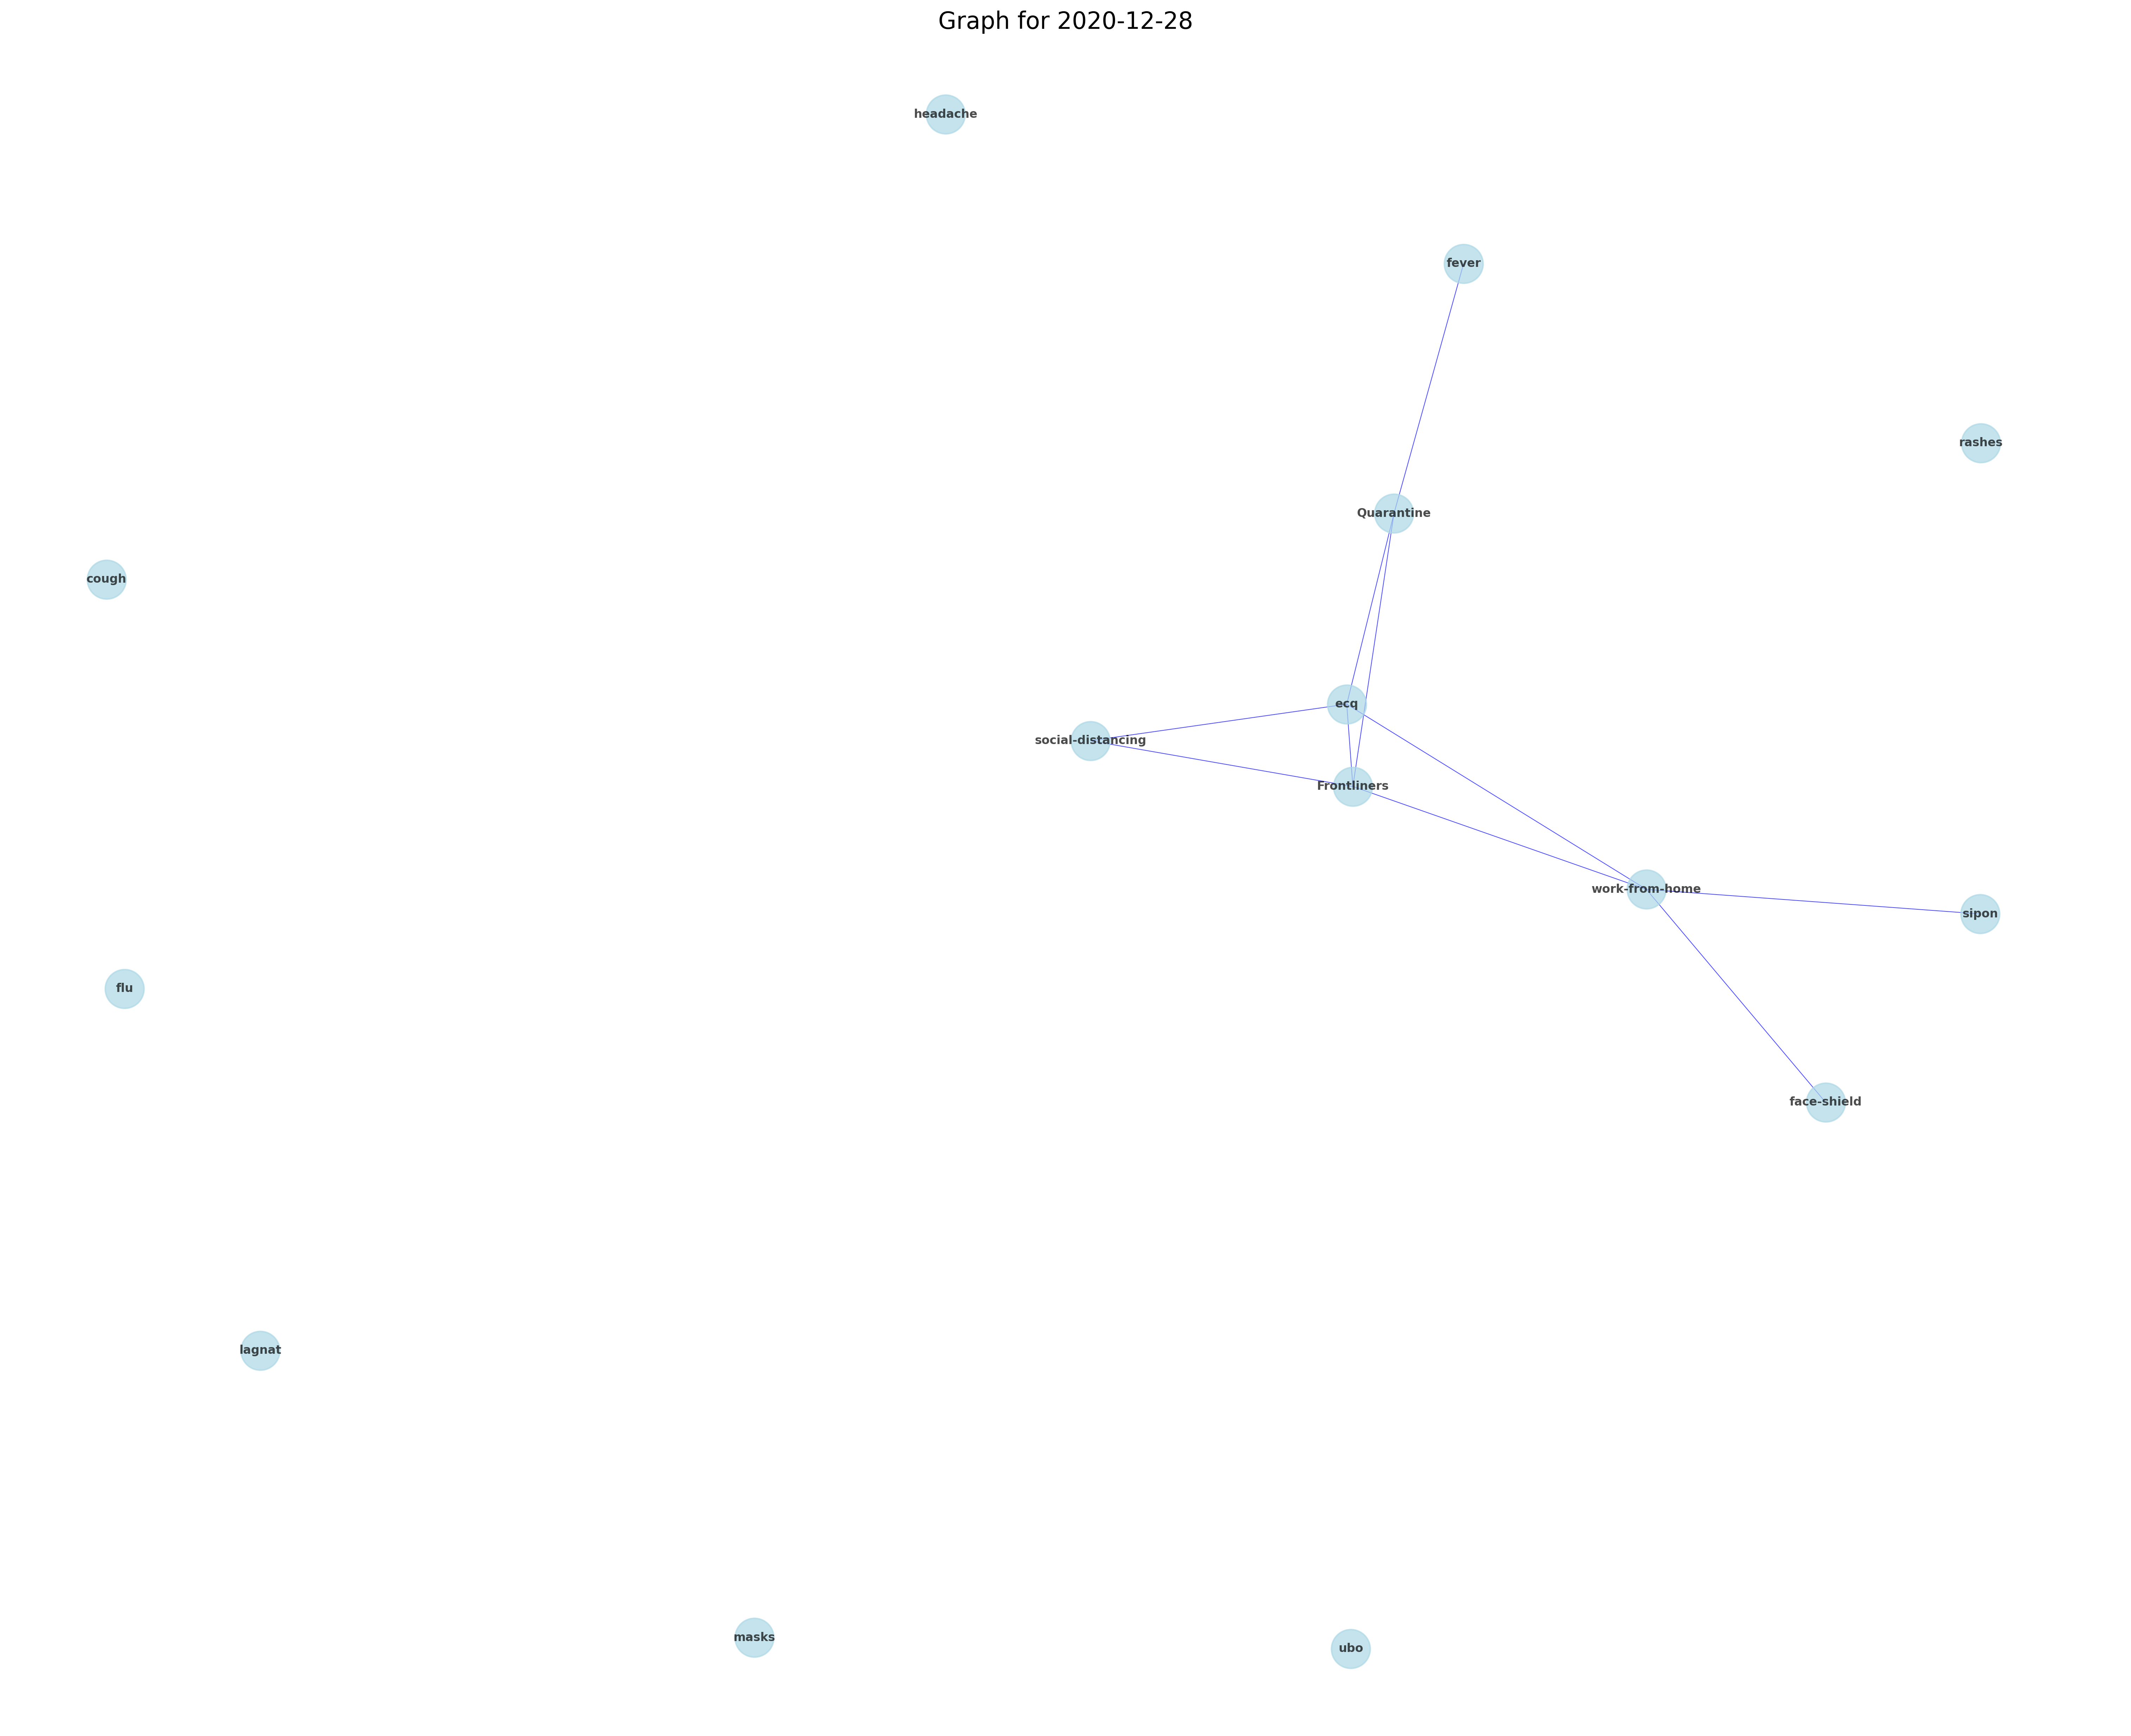 Graph for 2020-12-28
headache
fever
rashes
Quarantine
cough
ecq
social-distancing
Frontliners
work-from-home
sipon
flu
face-shield
lagnat
masks
ubo